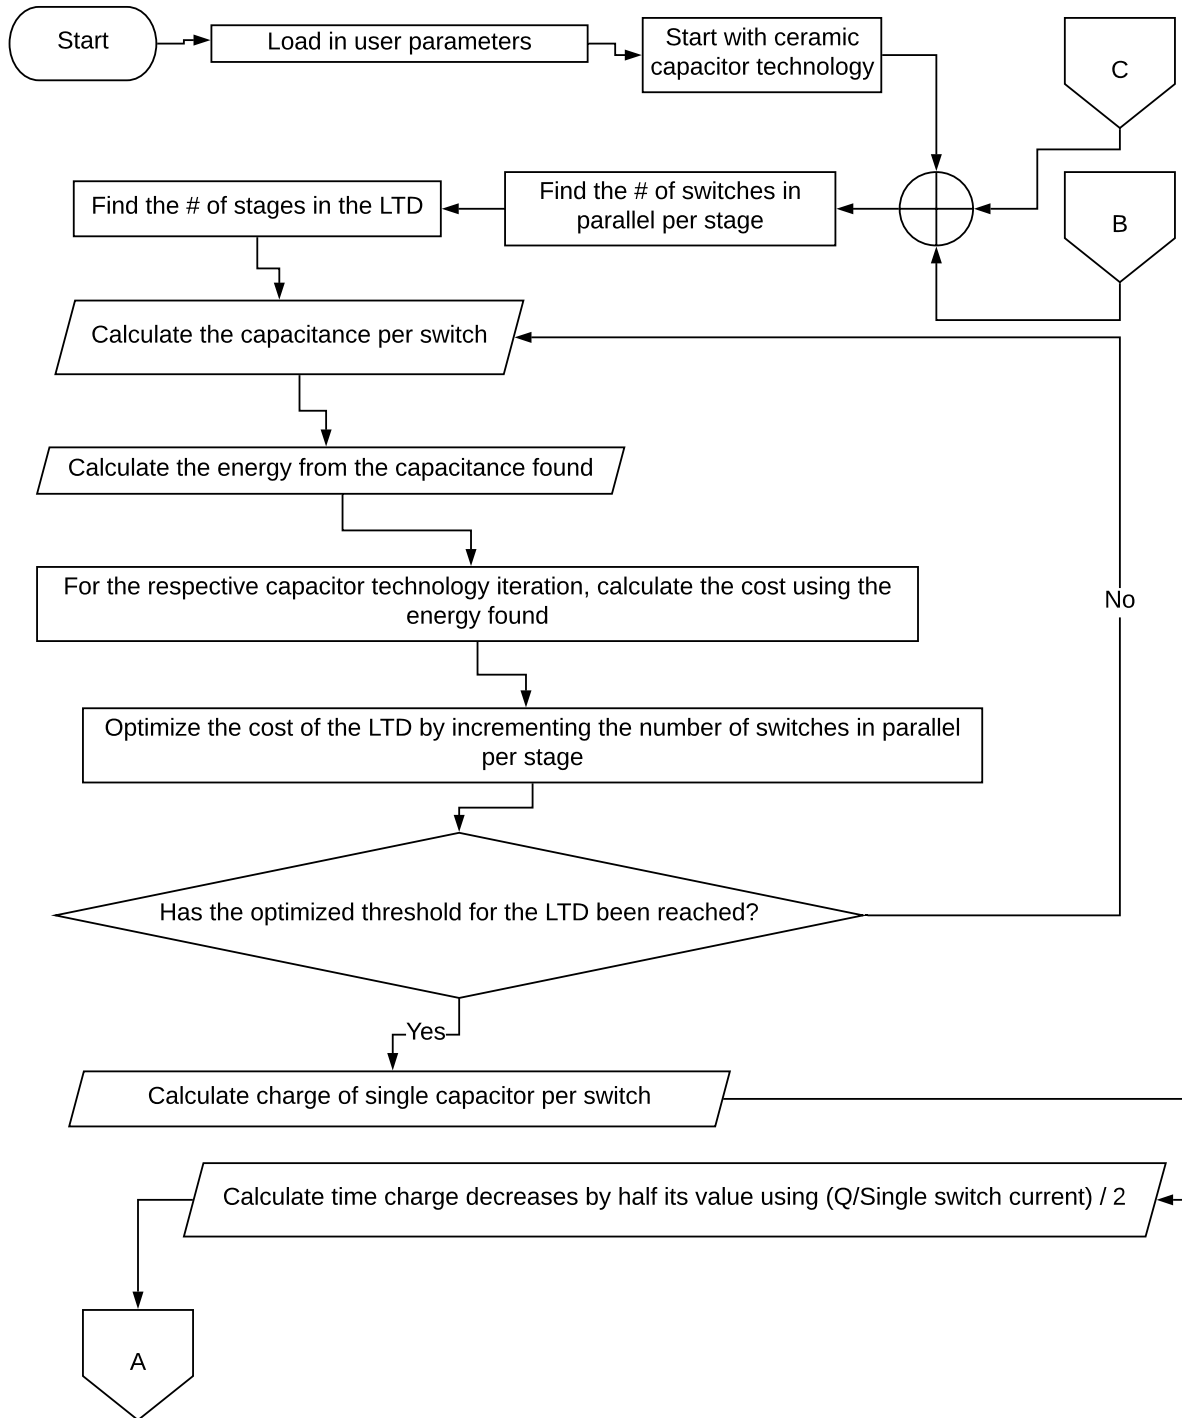 Start
Load in user parameters
Start with ceramic
capacitor technology
C
Find the # of stages in the LTD
Find the # of switches in
parallel per stage
B
Calculate the capacitance per switch
Calculate the energy from the capacitance found
For the respective capacitor technology iteration, calculate the cost using the
energy found
No
Optimize the cost of the LTD by incrementing the number of switches in parallel
per stage
Has the optimized threshold for the LTD been reached?
Yes
Calculate charge of single capacitor per switch
Calculate time charge decreases by half its value using (Q/Single switch current) / 2
A